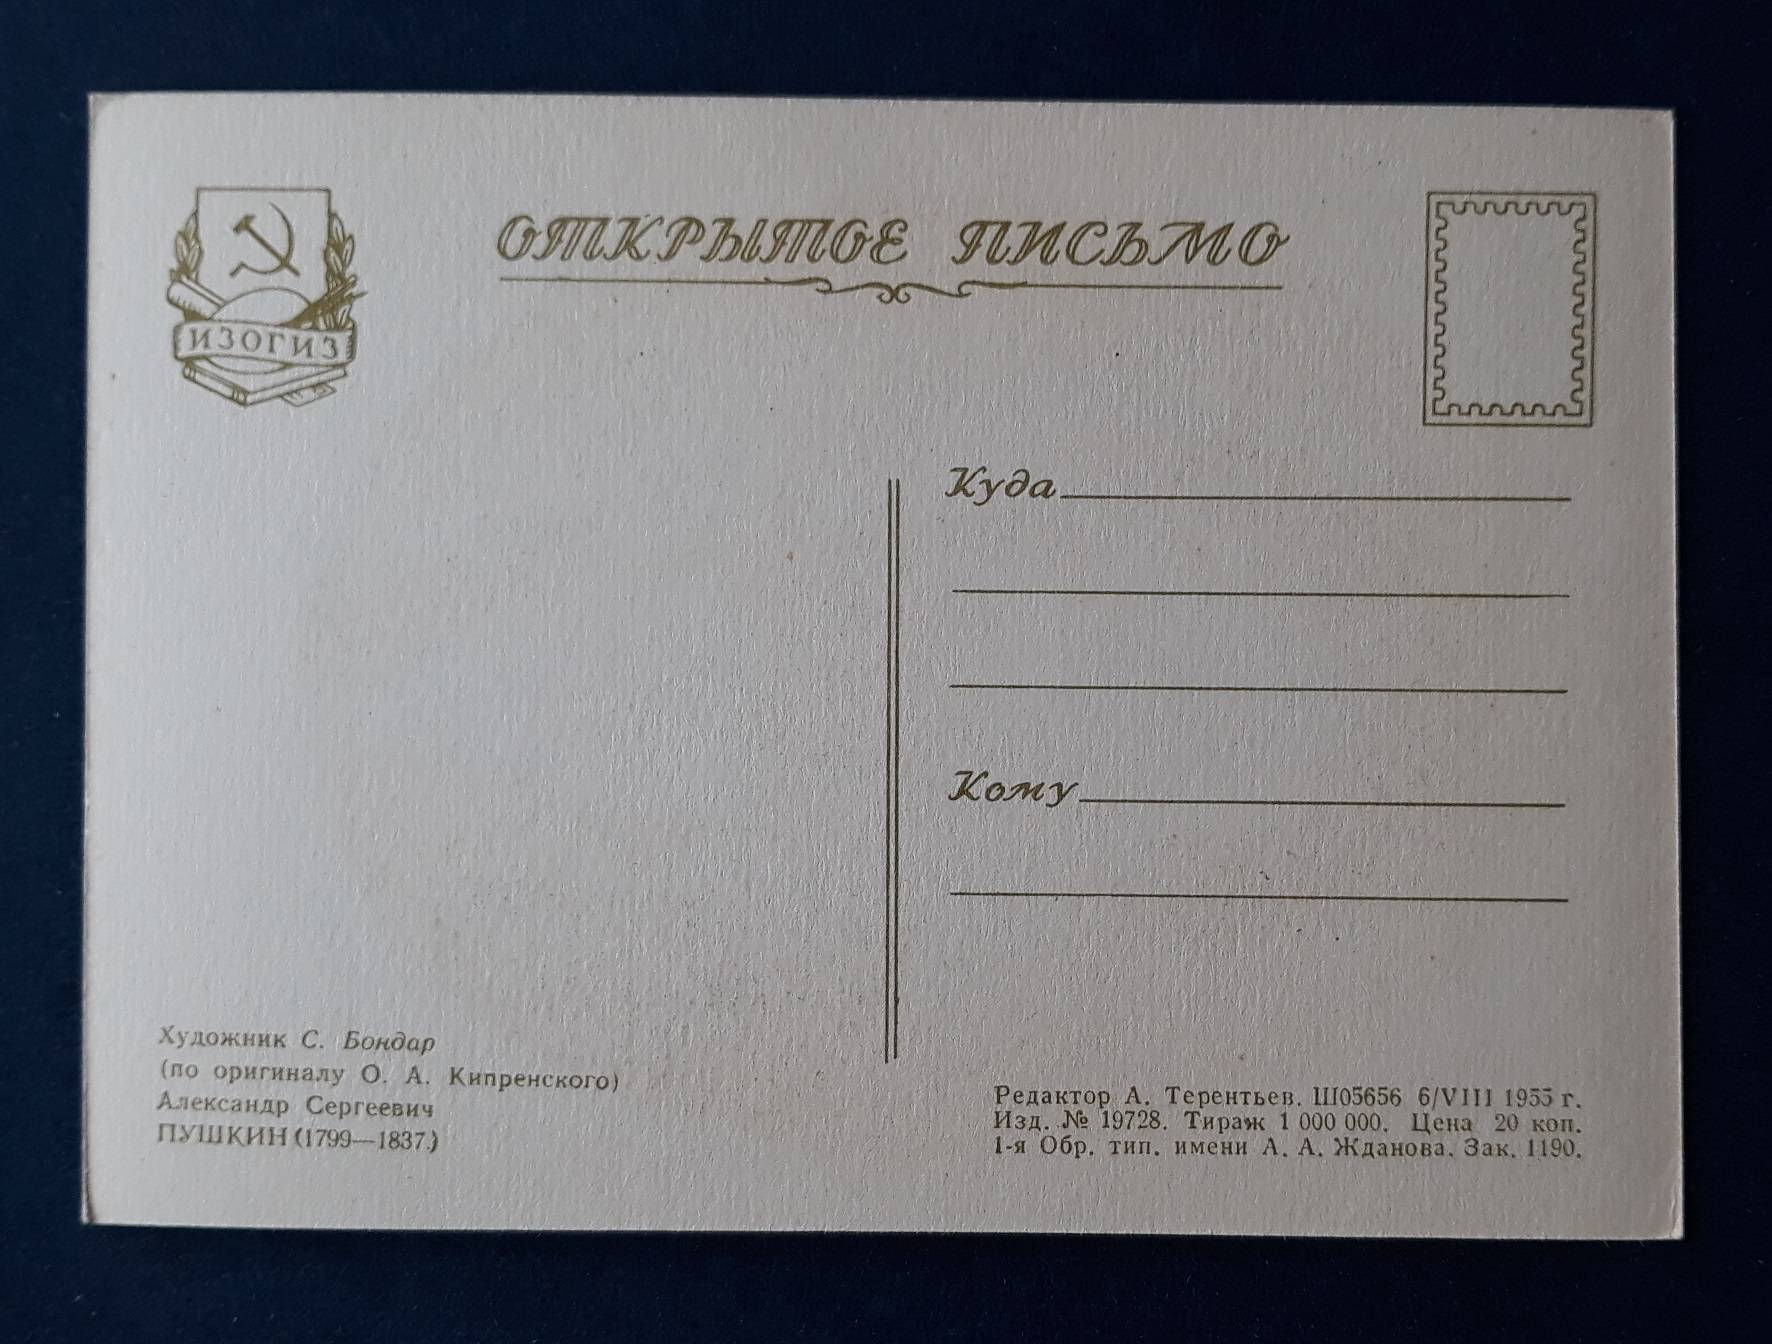 ОТКРЫТОЕ ПИСЬМО
ИЗОГИЗ
Куда
Кому
Художник С. Бондар
(по оригиналу О. А. Кипренского)
Александр Сергеевич
ПУШКИН (1799—1837.)
Редактор А. Терентьев. Ш05656 6/VIII 1955 г.
Изд. № 19728. Тираж 1 000 000. Цена 20 коп.
1-я Обр. тип. имени А. А. Жданова. Зак. 1190.